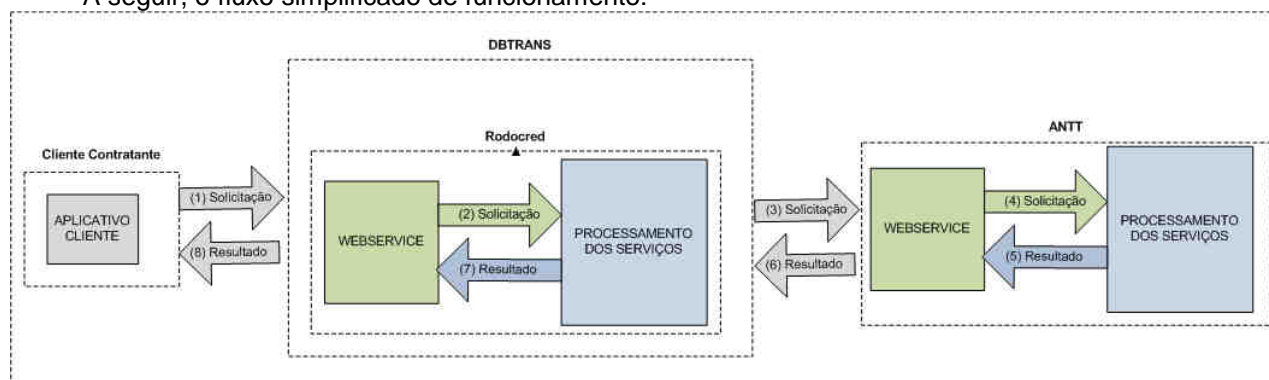 A seguir, o fluxo simplificado de funcionamento:
DBTRANS
Rodocred
ANTT
Cliente Contratante
APLICATIVO
CLIENTE
(1) Solicitação
(8) Resultado
WEBSERVICE
(2) Solicitação
(7) Resultado
PROCESSAMENTO
DOS SERVIÇOS
(3) Solicitação
(6) Resultado
WEBSERVICE
(4) Solicitação
(5) Resultado
PROCESSAMENTO
DOS SERVIÇOS